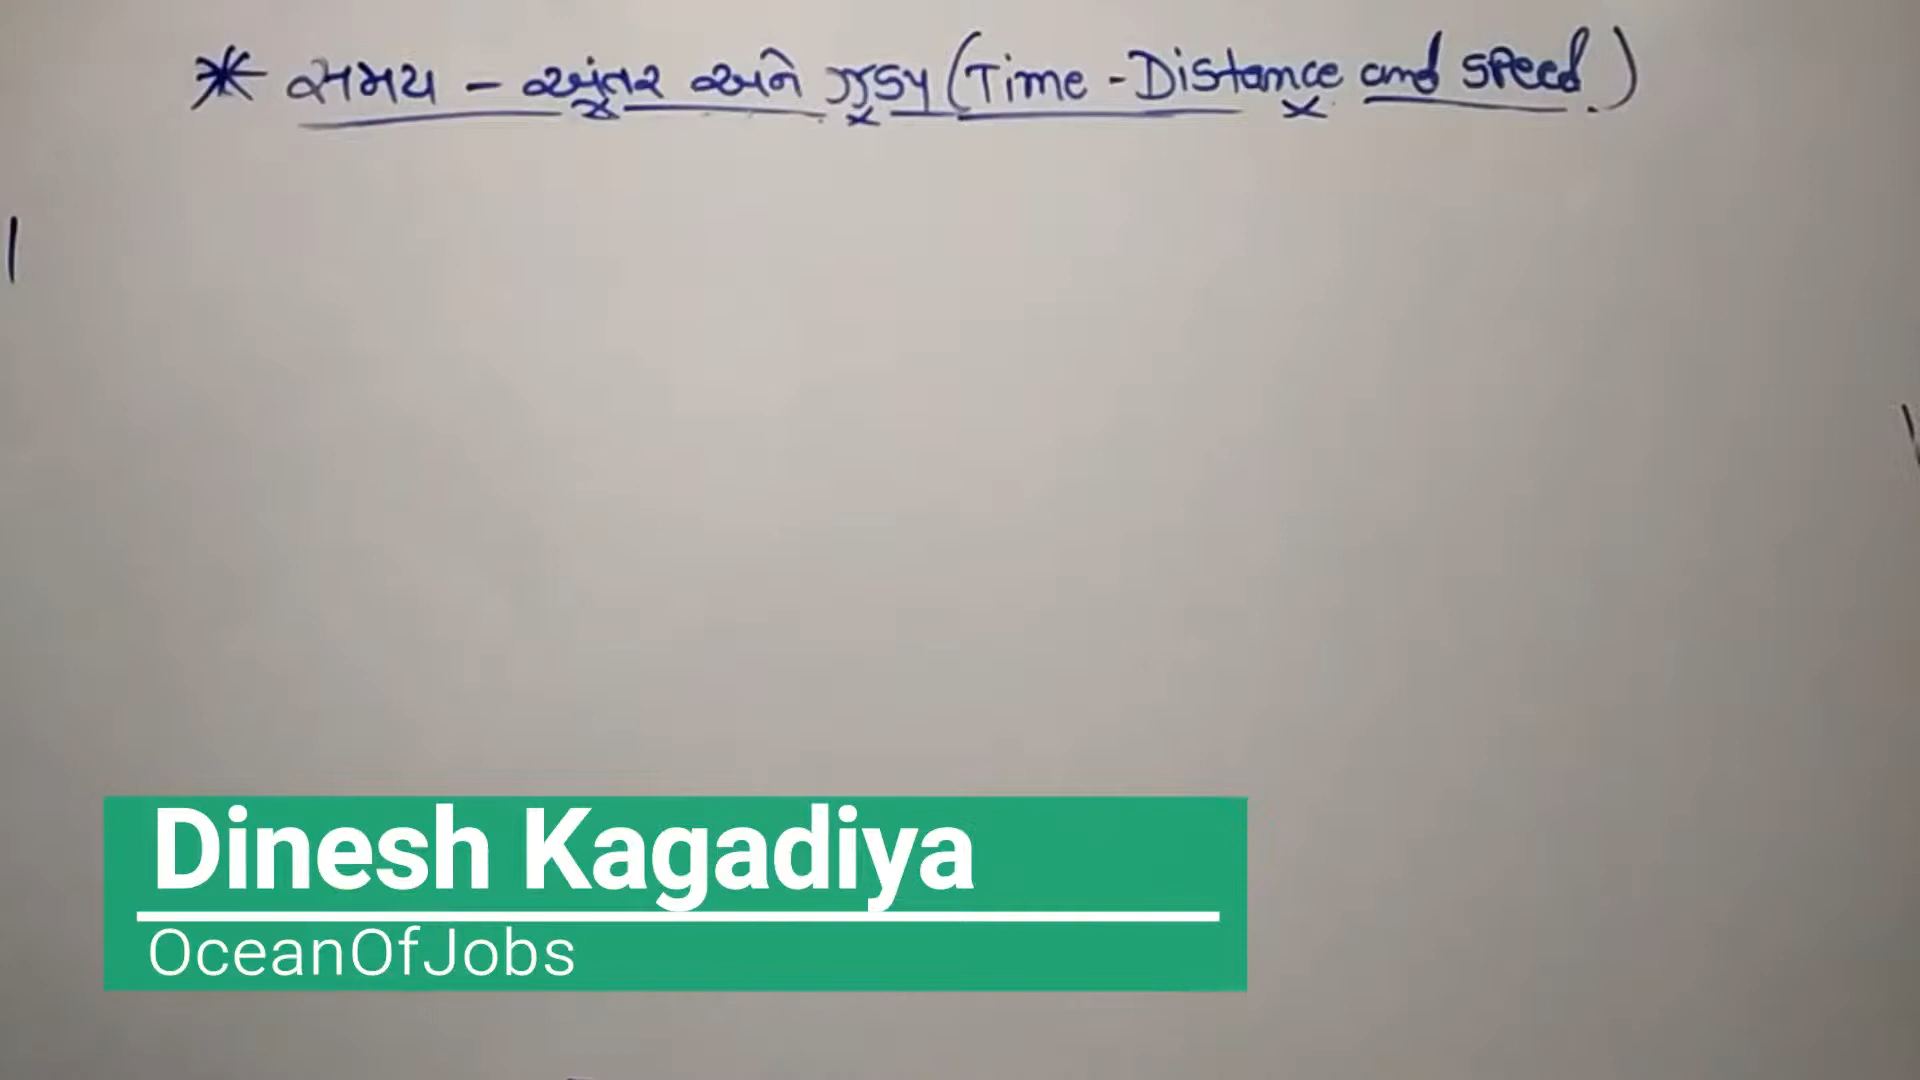 * સમય - અંતર અને ઝડપ (Time - Distance and Speed.)
Dinesh Kagadiya
OceanOfJobs